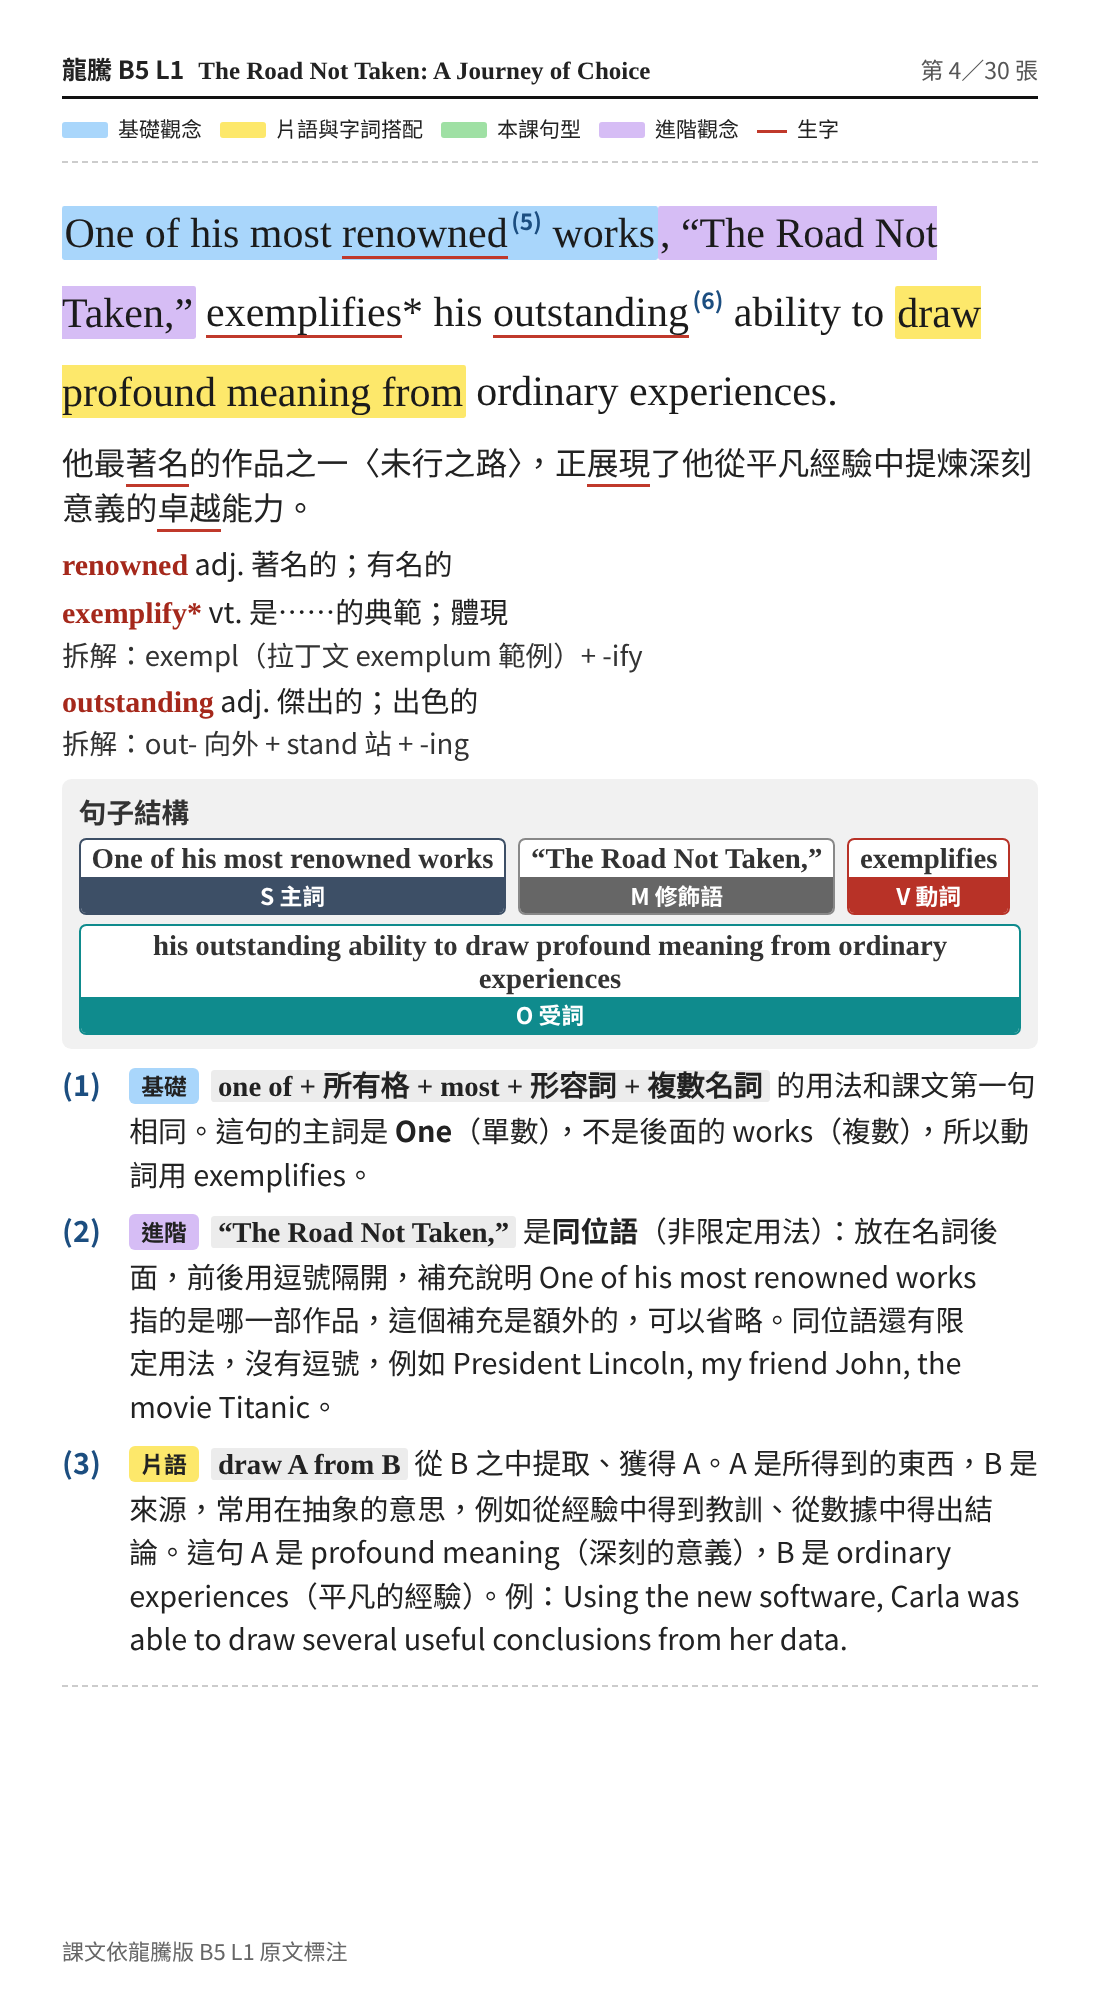 龍騰 B5 L1 The Road Not Taken: A Journey of Choice 第 4／30 張
基礎觀念 片語與字詞搭配 本課句型 進階觀念 生字
One of his most renowned(5) works, “The Road Not
Taken,” exemplifies* his outstanding(6) ability to draw
profound meaning from ordinary experiences.
他最著名的作品之一〈未行之路〉，正展現了他從平凡經驗中提煉深刻
意義的卓越能力。
renowned adj. 著名的；有名的
exemplify* vt. 是⋯⋯的典範；體現
拆解：exempl（拉丁文 exemplum 範例）+ -ify
outstanding adj. 傑出的；出色的
拆解：out- 向外 + stand 站 + -ing
句子結構
One of his most renowned works “The Road Not Taken,” exemplifies
S 主詞 M 修飾語 V 動詞
his outstanding ability to draw profound meaning from ordinary
experiences
O 受詞
(1) 基礎 one of + 所有格 + most + 形容詞 + 複數名詞 的用法和課文第一句
相同。這句的主詞是 One（單數），不是後面的 works（複數），所以動
詞用 exemplifies。
(2) 進階 “The Road Not Taken,” 是同位語（非限定用法）：放在名詞後
面，前後用逗號隔開，補充說明 One of his most renowned works
指的是哪一部作品，這個補充是額外的，可以省略。同位語還有限
定用法，沒有逗號，例如 President Lincoln, my friend John, the
movie Titanic。
(3) 片語 draw A from B 從 B 之中提取、獲得 A。A 是所得到的東西，B 是
來源，常用在抽象的意思，例如從經驗中得到教訓、從數據中得出結
論。這句 A 是 profound meaning（深刻的意義），B 是 ordinary
experiences（平凡的經驗）。例：Using the new software, Carla was
able to draw several useful conclusions from her data.
課文依龍騰版 B5 L1 原文標注